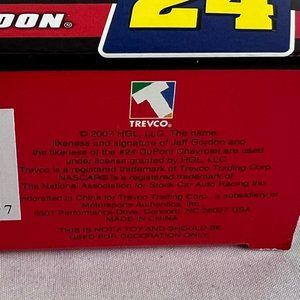 DON®
24
TREVCO®
© 2007 HGL, LLC. The name,
likeness and signature of Jeff Gordon and
the likeness of the #24 DuPont Chevrolet are used
under license granted by HGL, LLC.
Trevco is a registered trademark of Trevco Trading Corp.
NASCAR® is a registered trademark of
The National Association for Stock Car Auto Racing Inc.
Handcrafted in China for Trevco Trading Corp., a subsidiary of
Motorsports Authentics, Inc.
6301 Performance Drive, Concord, NC 28027 USA
MADE IN CHINA
THIS IS NOT A TOY AND SHOULD BE
USED FOR DECORATION ONLY.
7